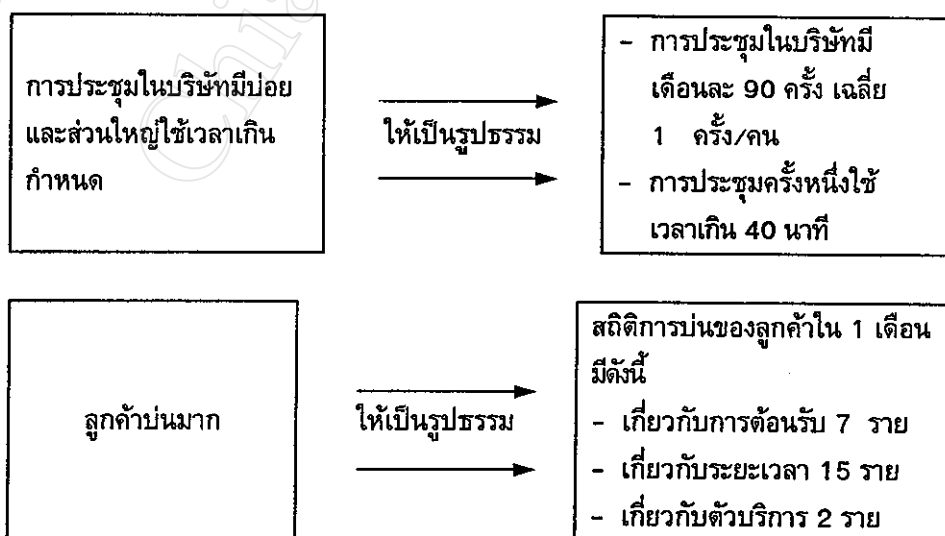 การประชุมในบริษัทมีบ่อย
และส่วนใหญ่ใช้เวลาเกิน
กำหนด
ให้เป็นรูปธรรม
- การประชุมในบริษัทมี
เดือนละ 90 ครั้ง เฉลี่ย
1 ครั้ง/คน
- การประชุมครั้งหนึ่งใช้
เวลาเกิน 40 นาที
ลูกค้าบ่นมาก
ให้เป็นรูปธรรม
สถิติการบ่นของลูกค้าใน 1 เดือน
มีดังนี้
- เกี่ยวกับการต้อนรับ 7 ราย
- เกี่ยวกับระยะเวลา 15 ราย
- เกี่ยวกับตัวบริการ 2 ราย